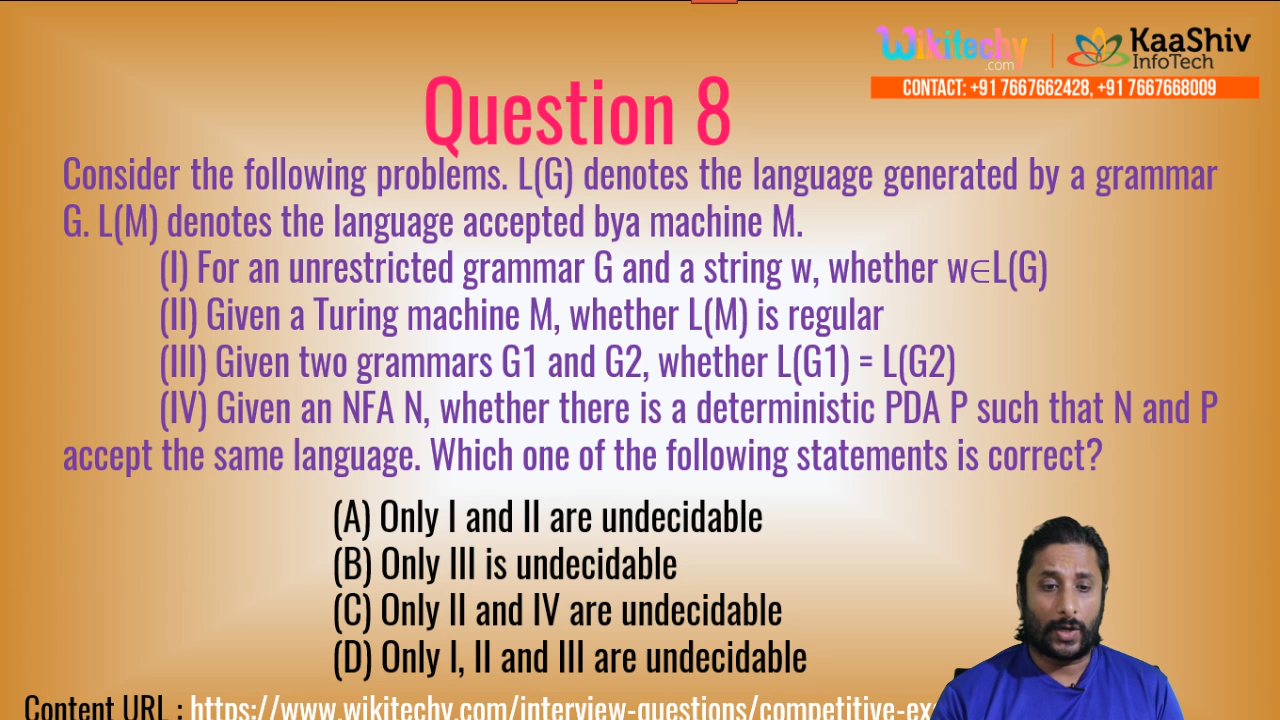 Wikitechy
.com
KaaShiv
InfoTech
CONTACT: +91 7667662428, +91 7667668009
Question 8
Consider the following problems. L(G) denotes the language generated by a grammar
G. L(M) denotes the language accepted bya machine M.
(I) For an unrestricted grammar G and a string w, whether w∈L(G)
(II) Given a Turing machine M, whether L(M) is regular
(III) Given two grammars G1 and G2, whether L(G1) = L(G2)
(IV) Given an NFA N, whether there is a deterministic PDA P such that N and P
accept the same language. Which one of the following statements is correct?
(A) Only I and II are undecidable
(B) Only III is undecidable
(C) Only II and IV are undecidable
(D) Only I, II and III are undecidable
Content URL : https://www.wikitechy.com/interview-questions/competitive-ex